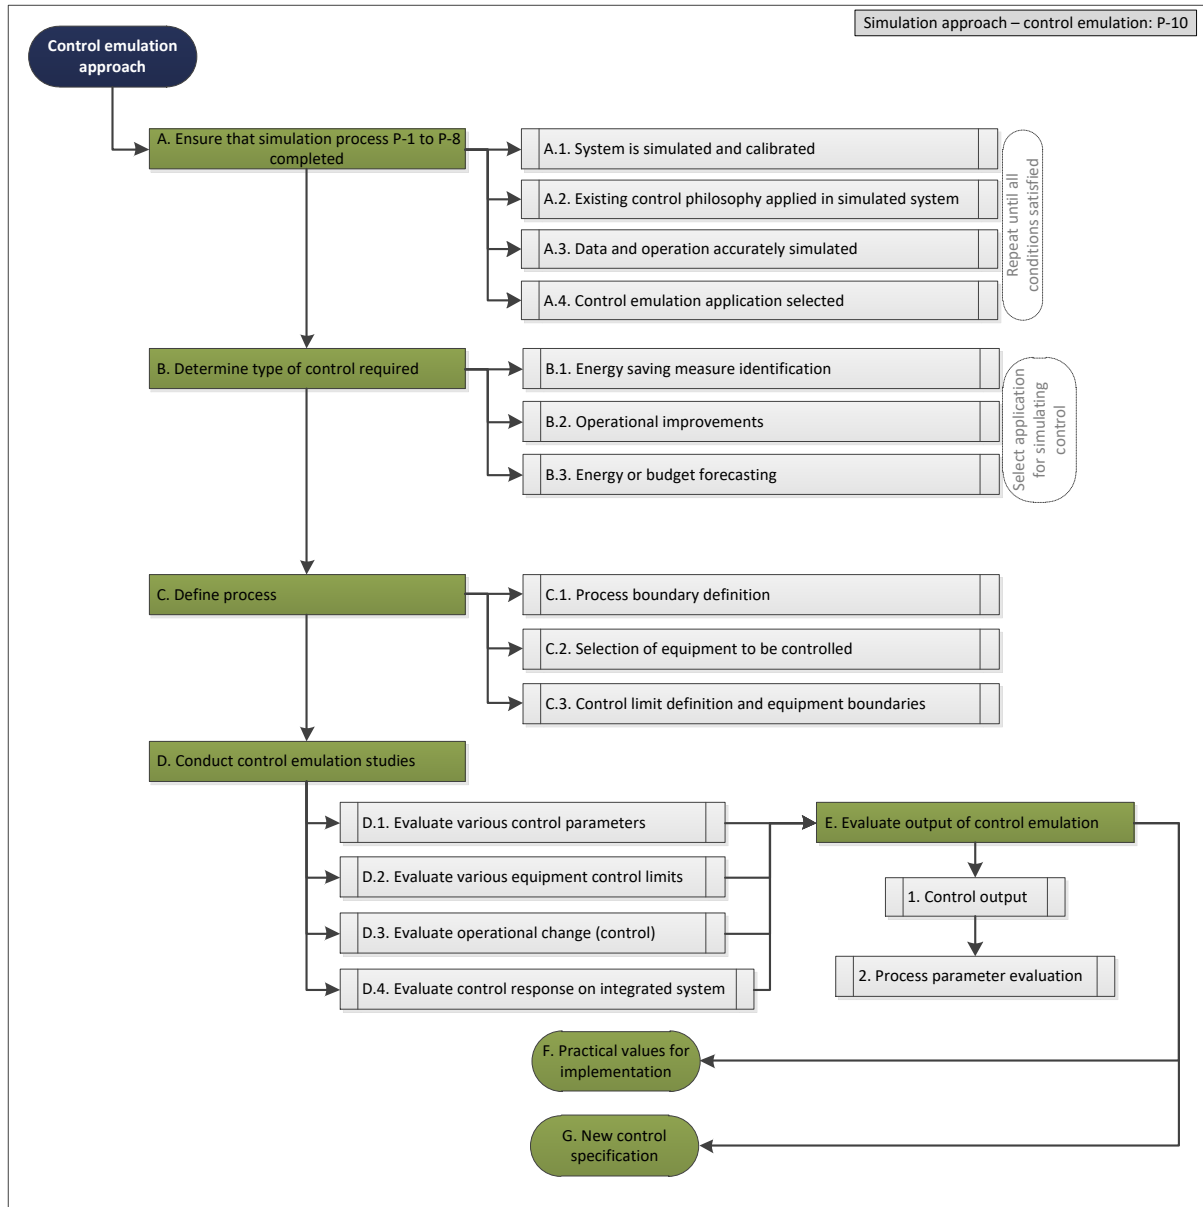 Simulation approach – control emulation: P-10
Control emulation
approach
A. Ensure that simulation process P-1 to P-8
completed
A.1. System is simulated and calibrated
A.2. Existing control philosophy applied in simulated system
A.3. Data and operation accurately simulated
A.4. Control emulation application selected
Repeat until all
conditions satisfied
B. Determine type of control required
B.1. Energy saving measure identification
B.2. Operational improvements
B.3. Energy or budget forecasting
Select application
for simulating
control
C. Define process
C.1. Process boundary definition
C.2. Selection of equipment to be controlled
C.3. Control limit definition and equipment boundaries
D. Conduct control emulation studies
D.1. Evaluate various control parameters
D.2. Evaluate various equipment control limits
D.3. Evaluate operational change (control)
D.4. Evaluate control response on integrated system
E. Evaluate output of control emulation
1. Control output
2. Process parameter evaluation
F. Practical values for
implementation
G. New control
specification